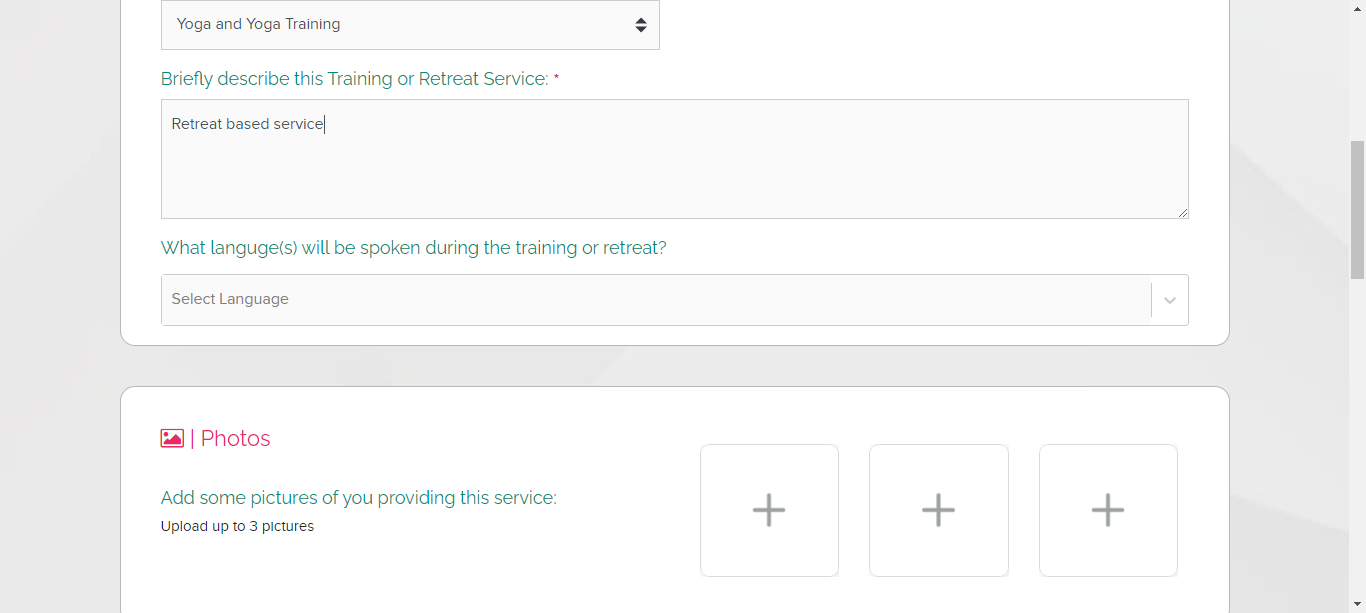 Yoga and Yoga Training
Briefly describe this Training or Retreat Service: *
Retreat based service
What languge(s) will be spoken during the training or retreat?
Select Language
| Photos
Add some pictures of you providing this service:
Upload up to 3 pictures